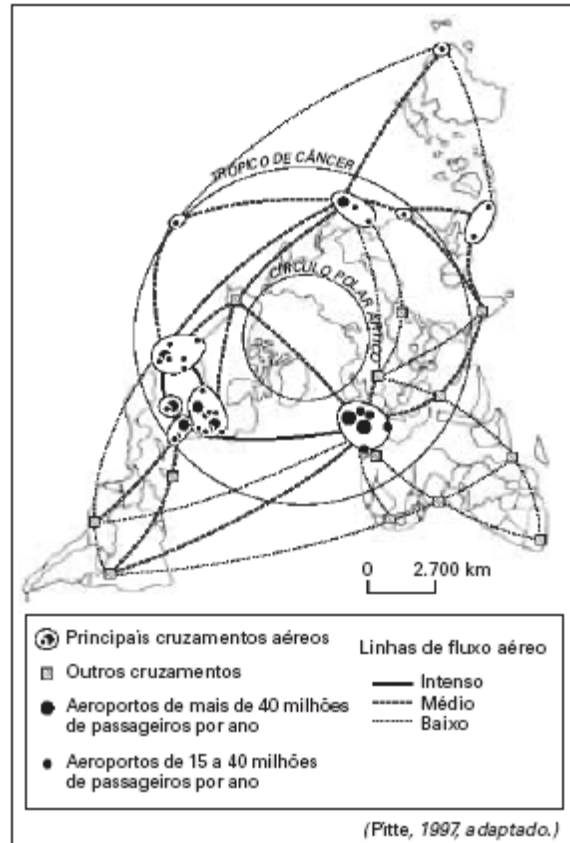 TRÓPICO DE CÂNCER
CÍRCULO POLAR ÁRTICO
0 2.700 km
Principais cruzamentos aéreos
Outros cruzamentos
Aeroportos de mais de 40 milhões
de passageiros por ano
Aeroportos de 15 a 40 milhões
de passageiros por ano
Linhas de fluxo aéreo
Intenso
Médio
Baixo
(Pitte, 1997, adaptado.)